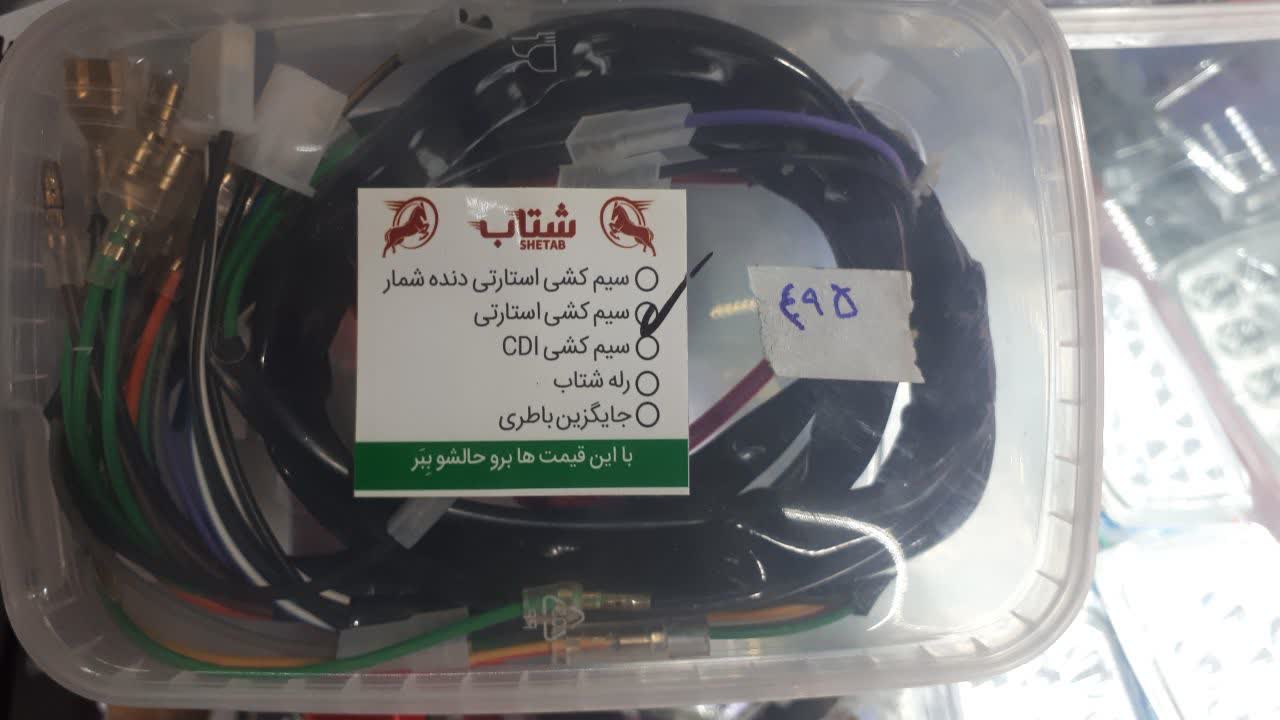 شتاب
SHETAB
سیم کشی استارتی دنده شمار
سیم کشی استارتی
سیم کشی CDI
رله شتاب
جایگزین باطری
با این قیمت ها برو حالشو بِبَر
۴۹۵